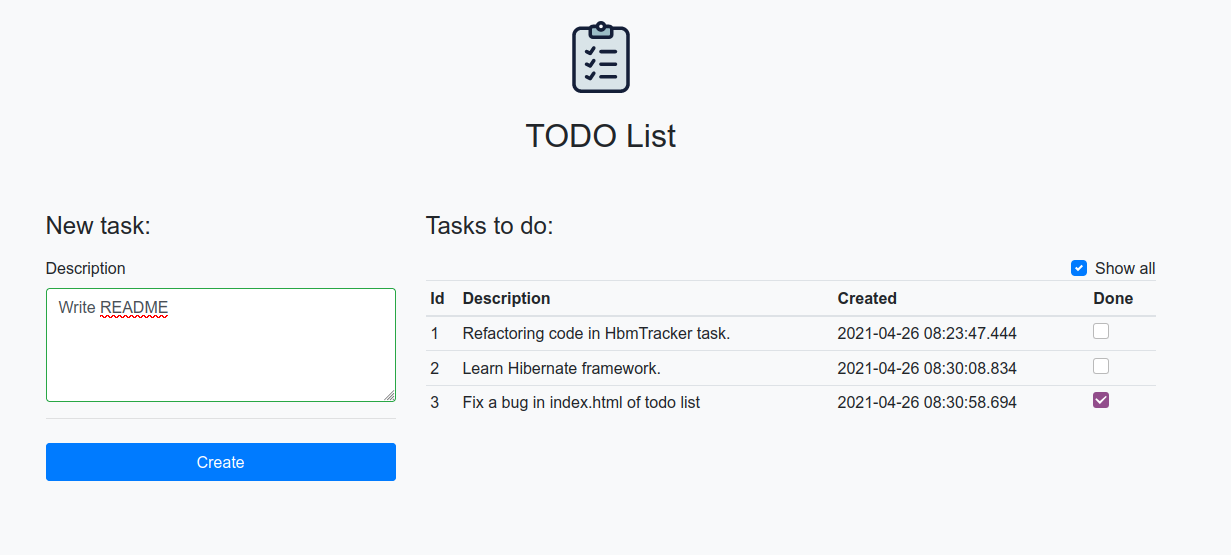 TODO List
New task:
Description
Write README
Create
Tasks to do:
Show all
Id Description Created Done
1 Refactoring code in HbmTracker task. 2021-04-26 08:23:47.444
2 Learn Hibernate framework. 2021-04-26 08:30:08.834
3 Fix a bug in index.html of todo list 2021-04-26 08:30:58.694